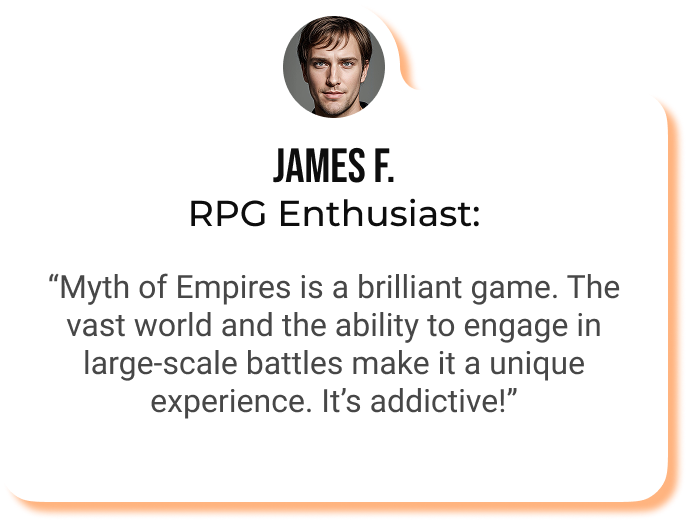 JAMES F.
RPG Enthusiast:
“Myth of Empires is a brilliant game. The
vast world and the ability to engage in
large-scale battles make it a unique
experience. It’s addictive!”